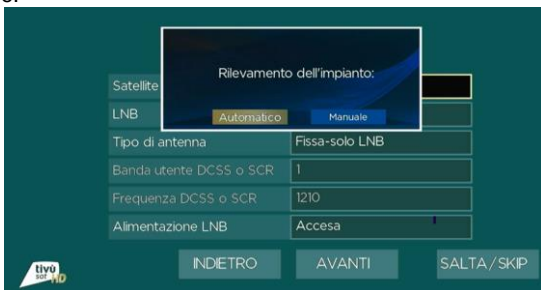 Rilevamento dell'impianto:
Automatico Manuale
Satellite
LNB
Tipo di antenna Fissa-solo LNB
Banda utente DCSS o SCR 1
Frequenza DCSS o SCR 1210
Alimentazione LNB Accesa
INDIETRO AVANTI SALTA/SKIP
tivù
sat HD